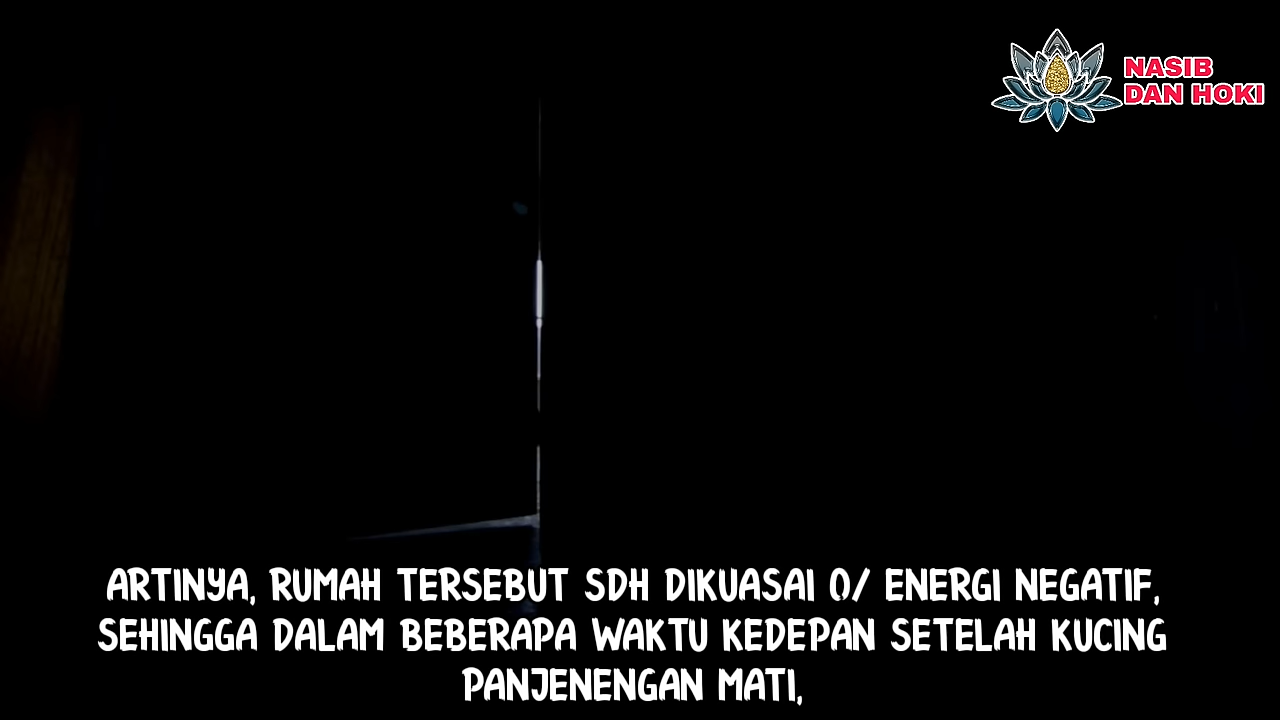 NASIB
DAN HOKI
ARTINYA, RUMAH TERSEBUT SDH DIKUASAI O/ ENERGI NEGATIF,
SEHINGGA DALAM BEBERAPA WAKTU KEDEPAN SETELAH KUCING
PANJENENGAN MATI,